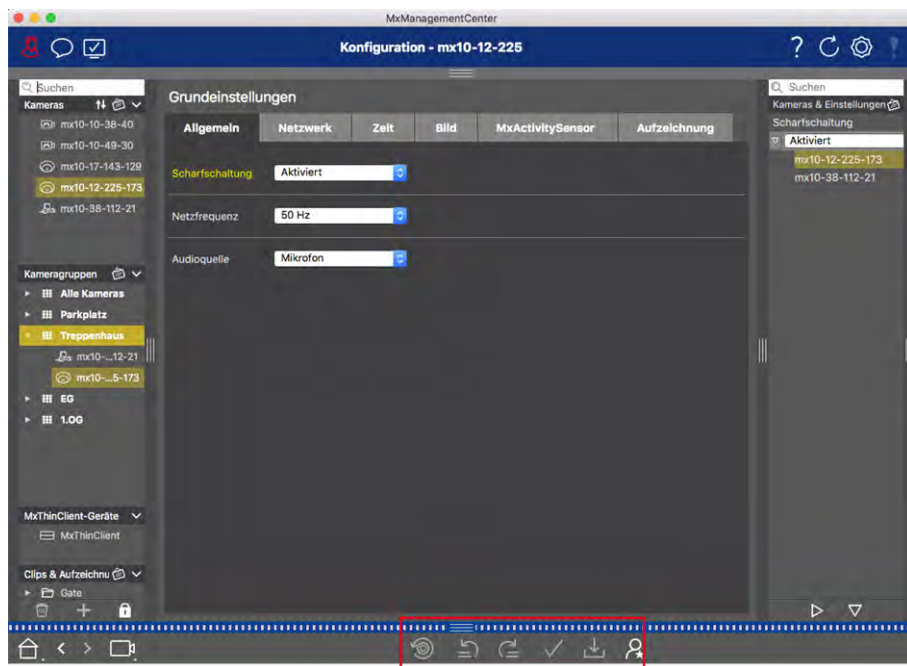 MxManagementCenter
Konfiguration - mx10-12-225
Suchen
Kameras
mx10-10-38-40
mx10-10-49-30
mx10-17-143-129
mx10-12-225-173
mx10-38-112-21
Kameragruppen
Alle Kameras
Parkplatz
Treppenhaus
mx10-...12-21
mx10-...5-173
EG
1.OG
MxThinClient-Geräte
MxThinClient
Clips & Aufzeichnu
Gate
Grundeinstellungen
Allgemein Netzwerk Zeit Bild MxActivitySensor Aufzeichnung
Scharfschaltung Aktiviert
Netzfrequenz 50 Hz
Audioquelle Mikrofon
Suchen
Kameras & Einstellungen
Scharfschaltung
Aktiviert
mx10-12-225-173
mx10-38-112-21